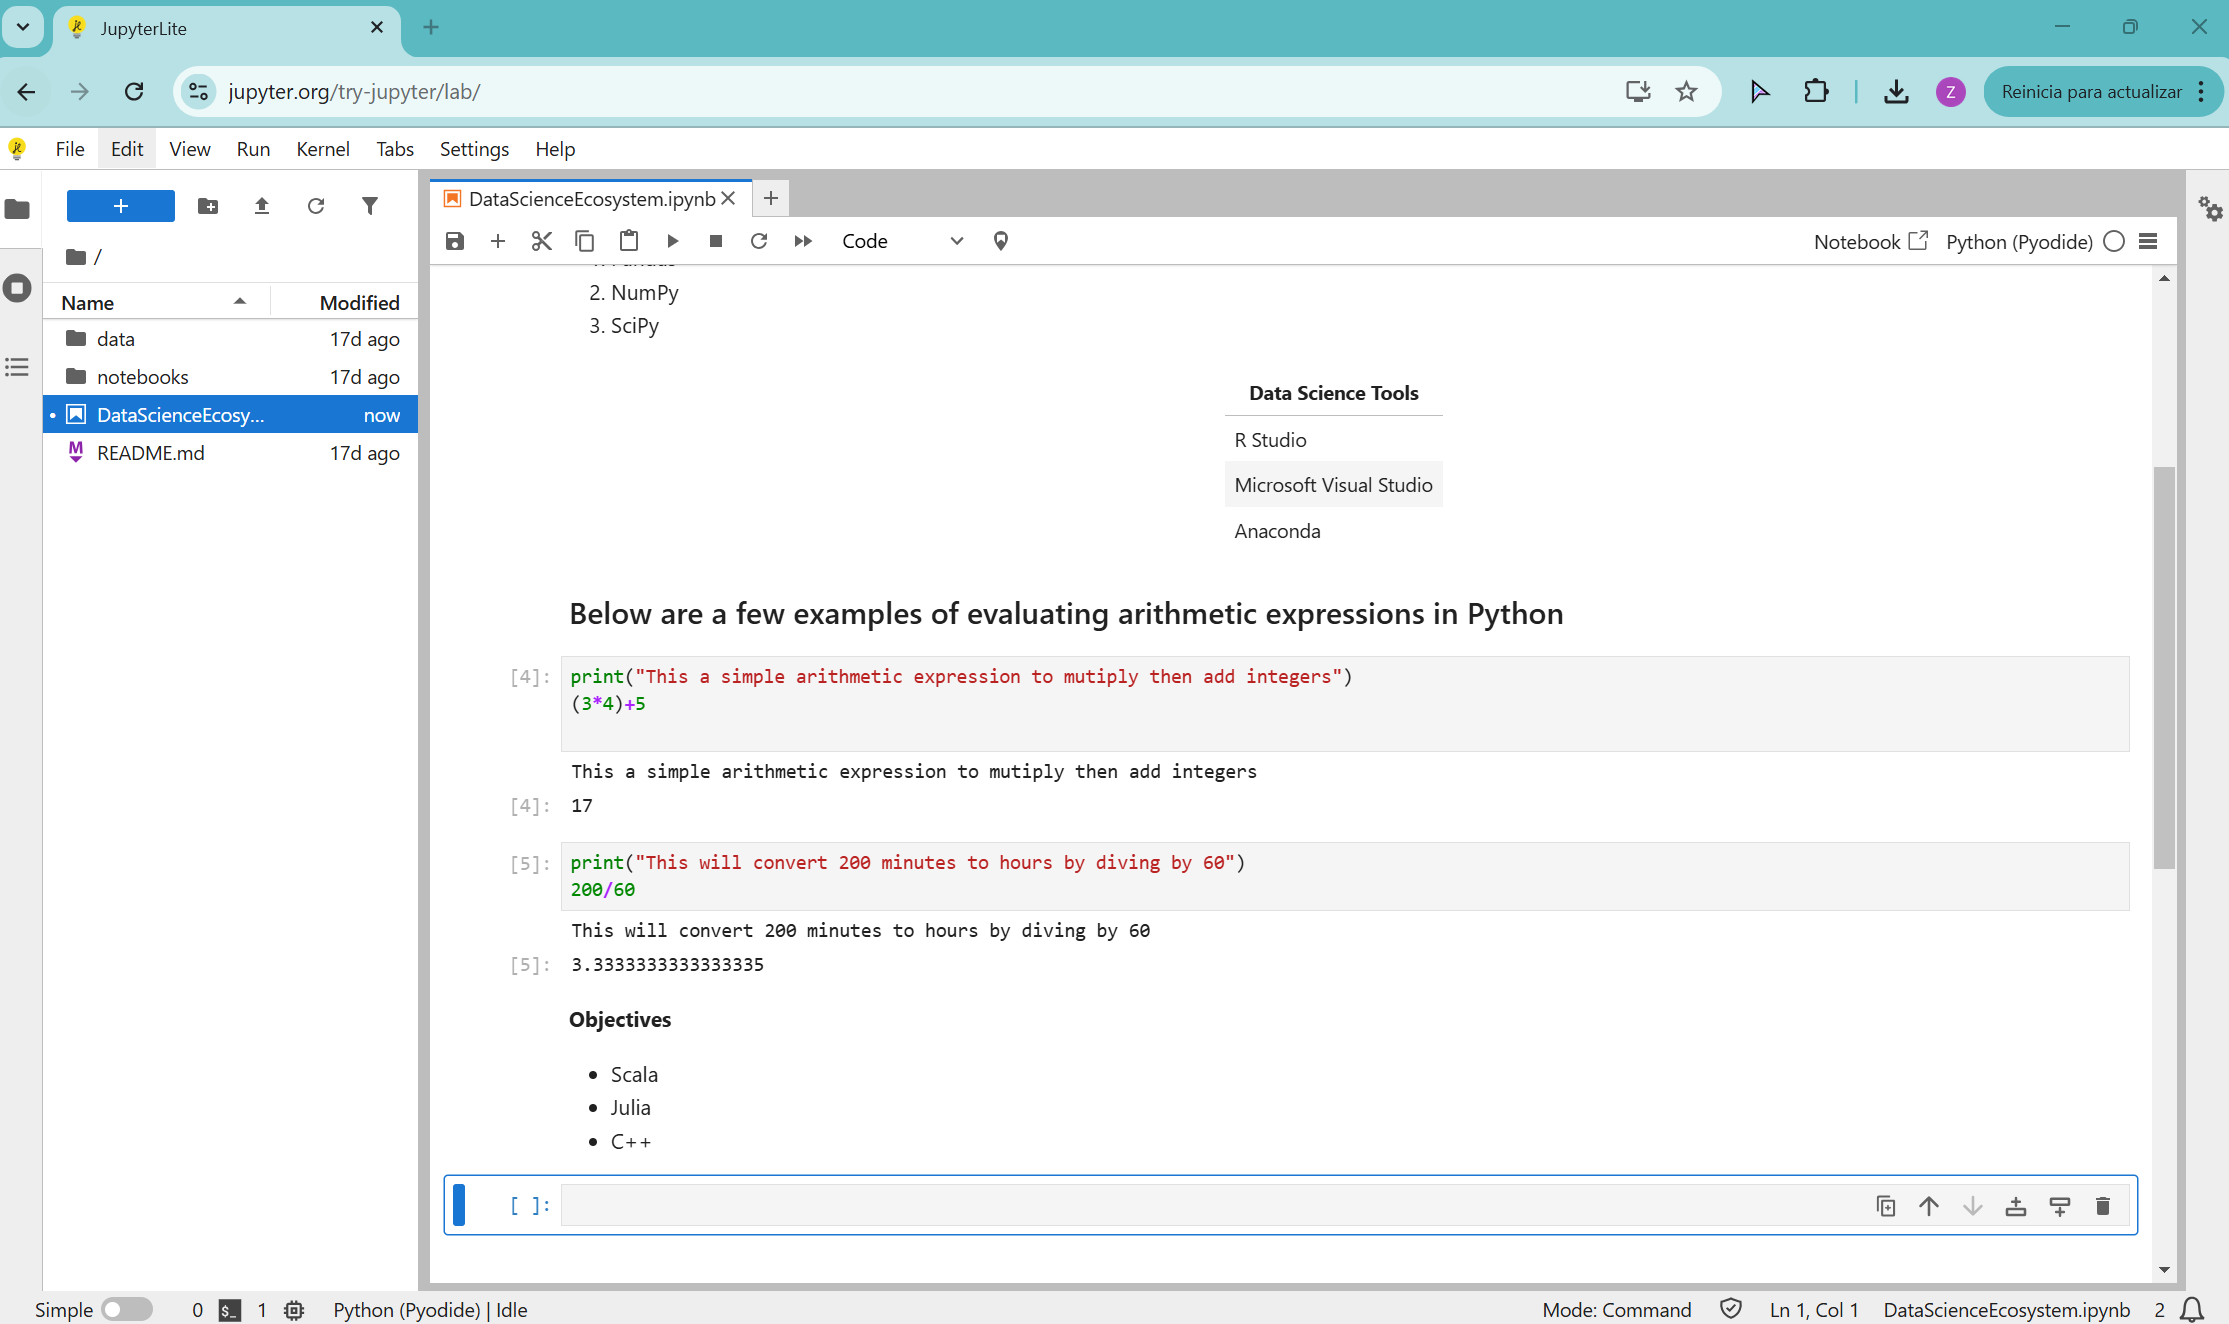 JupyterLite
jupyter.org/try-jupyter/lab/
Z
Reinicia para actualizar
File Edit View Run Kernel Tabs Settings Help
DataScienceEcosystem.ipynb
Code
Notebook
Python (Pyodide)
/
Name Modified
data 17d ago
notebooks 17d ago
DataScienceEcosy... now
README.md 17d ago
2. NumPy
3. SciPy
Data Science Tools
R Studio
Microsoft Visual Studio
Anaconda
Below are a few examples of evaluating arithmetic expressions in Python
[4]: print("This a simple arithmetic expression to mutiply then add integers")
(3*4)+5
This a simple arithmetic expression to mutiply then add integers
[4]: 17
[5]: print("This will convert 200 minutes to hours by diving by 60")
200/60
This will convert 200 minutes to hours by diving by 60
[5]: 3.3333333333333335
Objectives
• Scala
• Julia
• C++
[ ]:
Simple 0 $_ 1 Python (Pyodide) | Idle Mode: Command Ln 1, Col 1 DataScienceEcosystem.ipynb 2